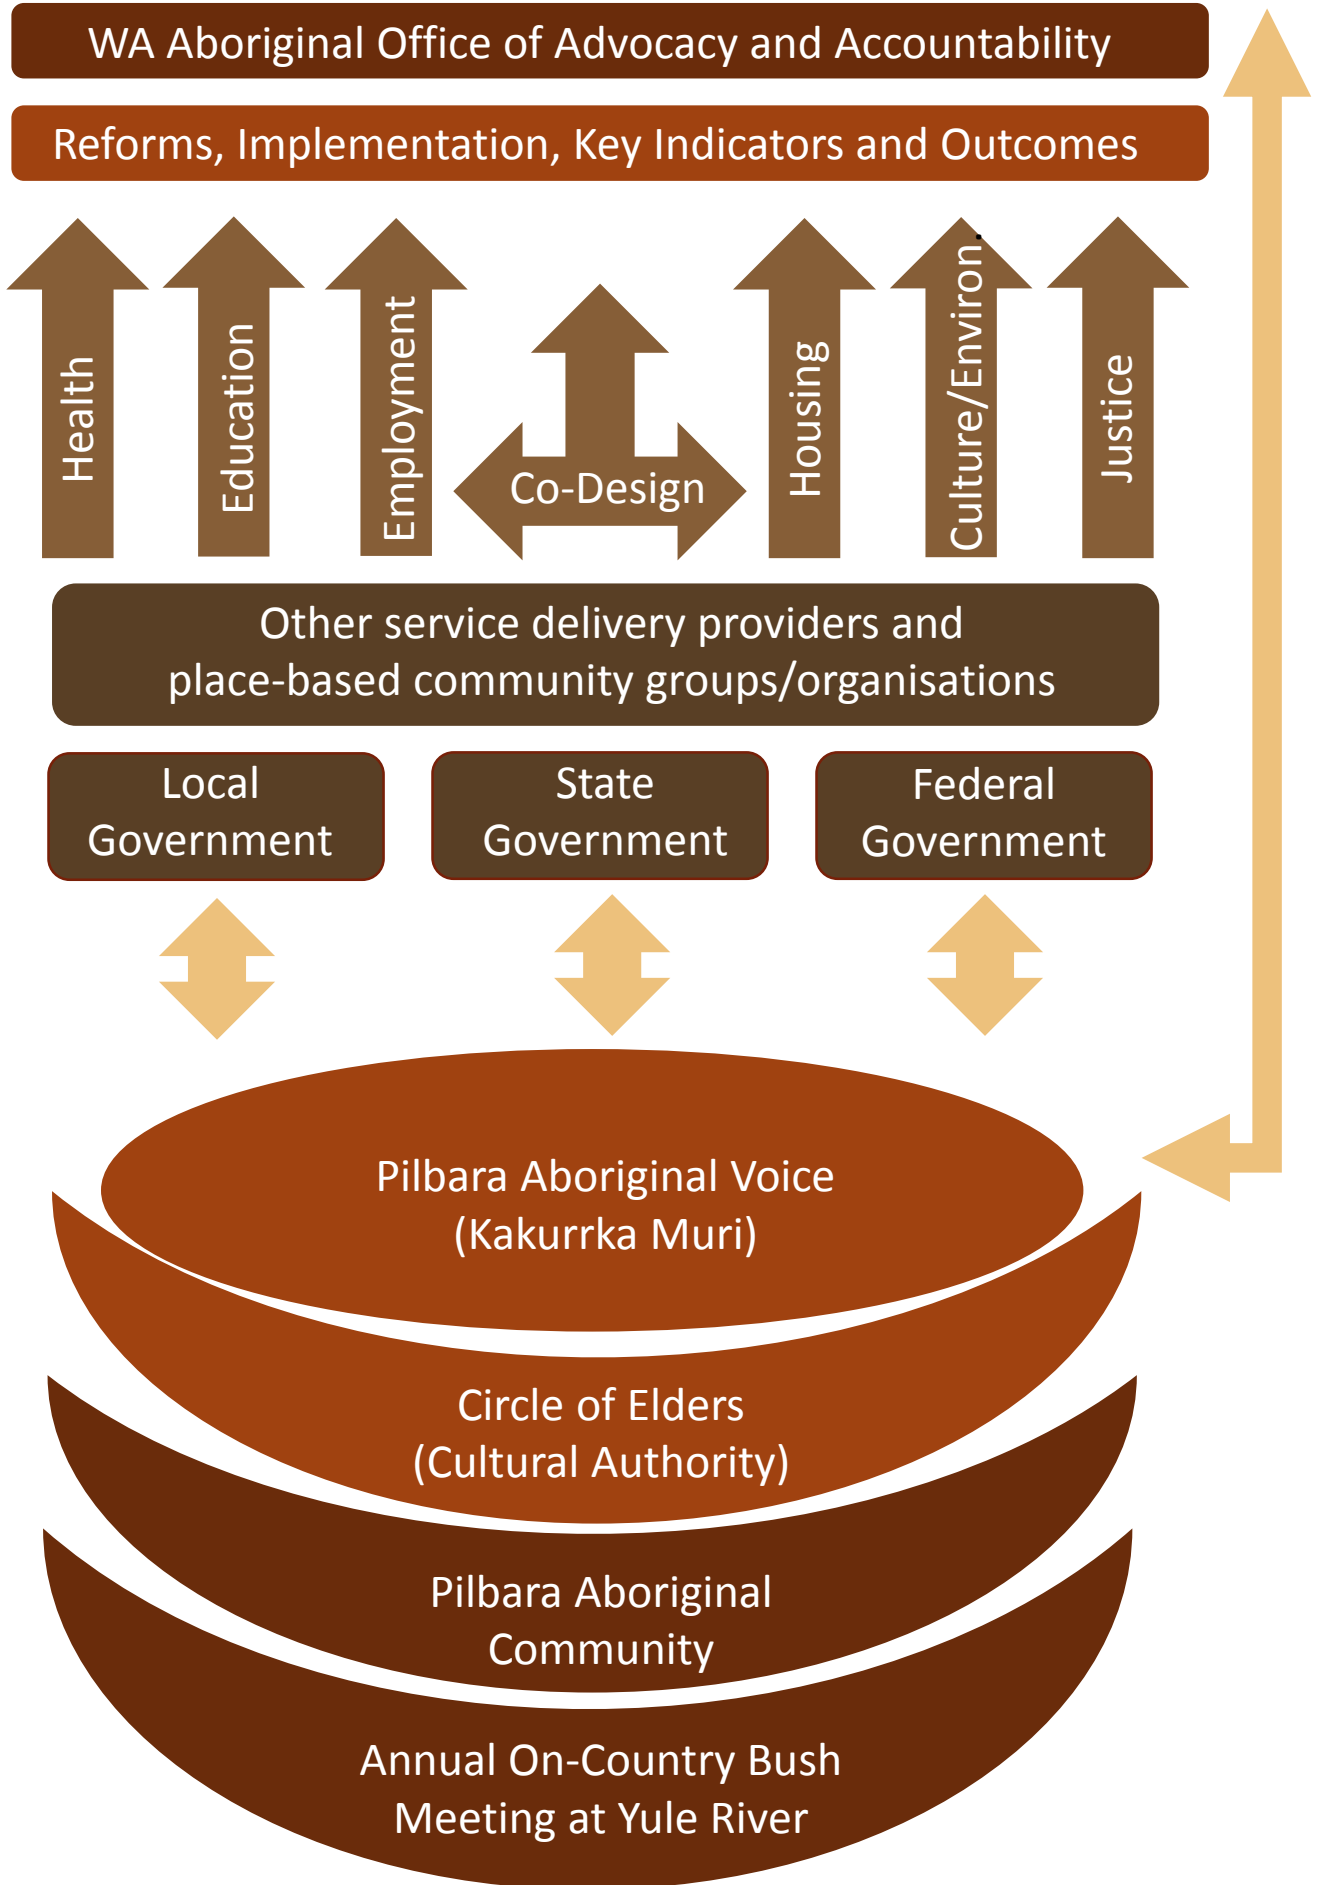 WA Aboriginal Office of Advocacy and Accountability
Reforms, Implementation, Key Indicators and Outcomes
Health
Education
Employment
Co-Design
Housing
Culture/Environ.
Justice
Other service delivery providers and
place-based community groups/organisations
Local
Government
State
Government
Federal
Government
Pilbara Aboriginal Voice
(Kakurrka Muri)
Circle of Elders
(Cultural Authority)
Pilbara Aboriginal
Community
Annual On-Country Bush
Meeting at Yule River